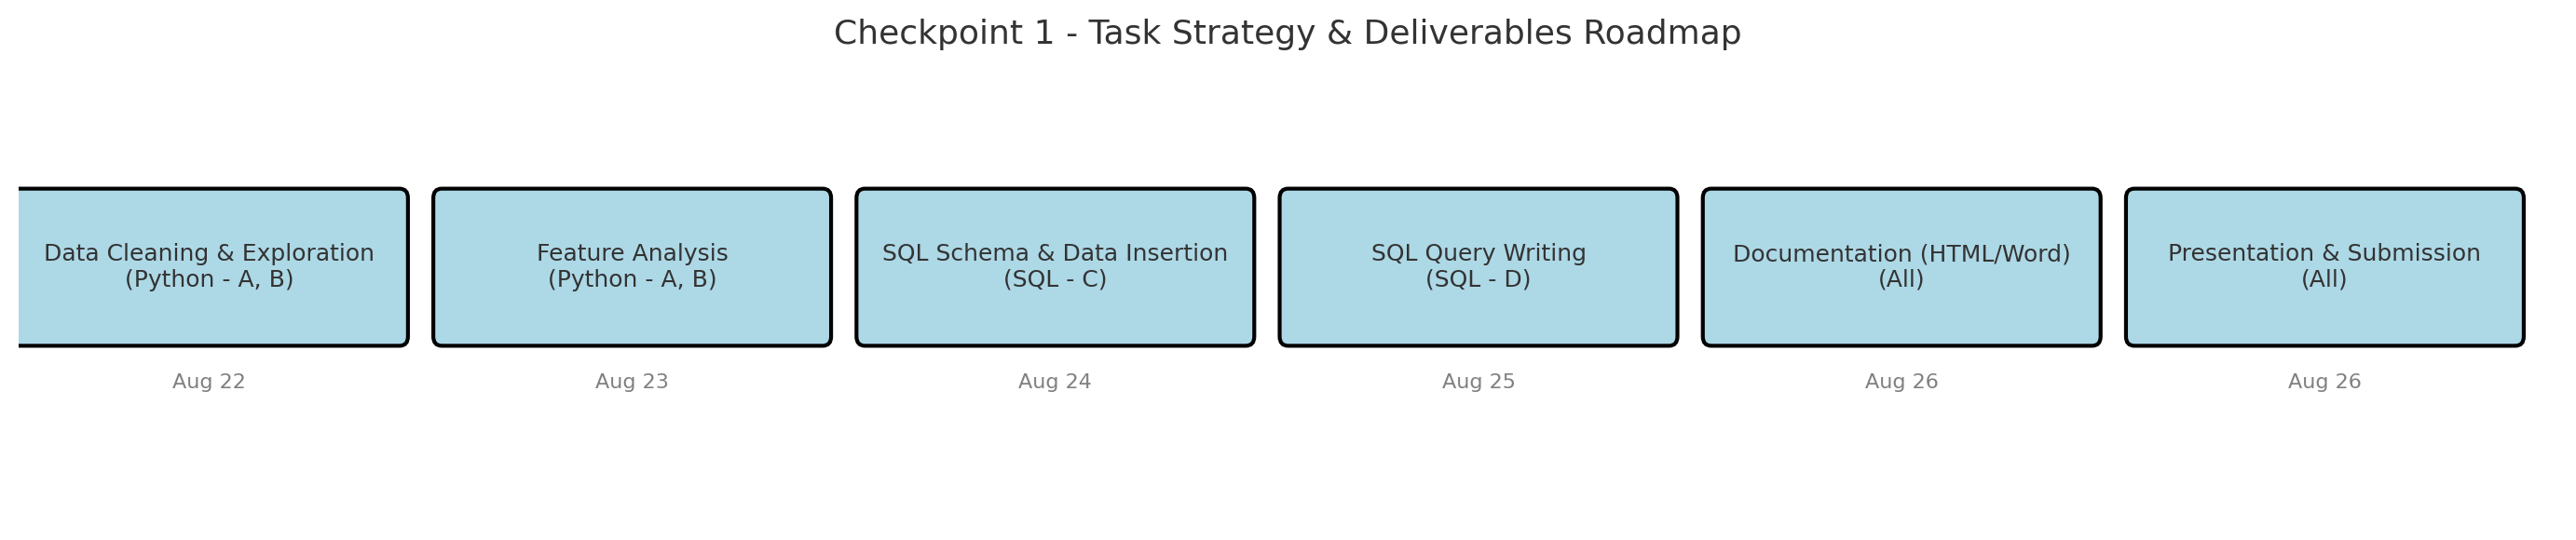 Checkpoint 1 - Task Strategy & Deliverables Roadmap
Data Cleaning & Exploration
(Python - A, B)
Aug 22
Feature Analysis
(Python - A, B)
Aug 23
SQL Schema & Data Insertion
(SQL - C)
Aug 24
SQL Query Writing
(SQL - D)
Aug 25
Documentation (HTML/Word)
(All)
Aug 26
Presentation & Submission
(All)
Aug 26